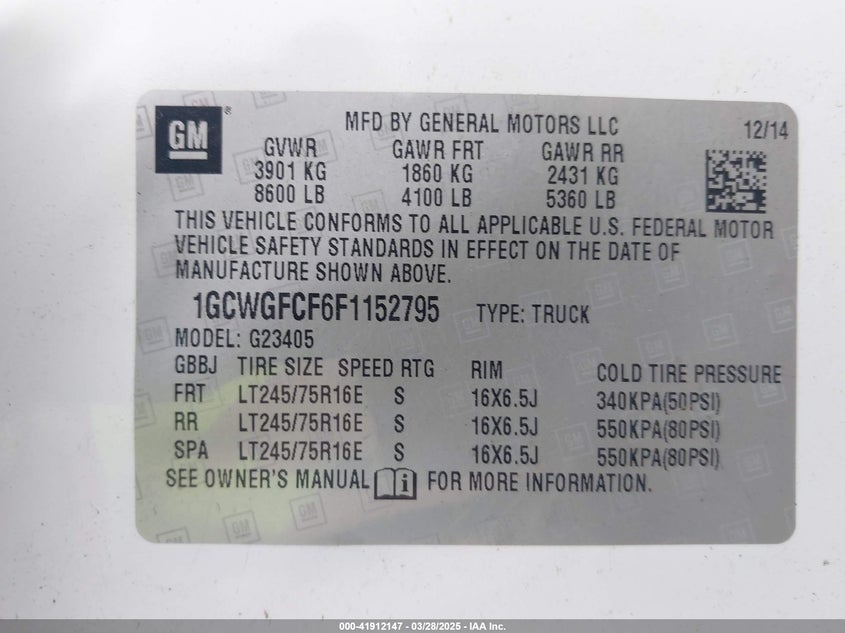 GM
MFD BY GENERAL MOTORS LLC 12/14
GVWR GAWR FRT GAWR RR
3901 KG 1860 KG 2431 KG
8600 LB 4100 LB 5360 LB
THIS VEHICLE CONFORMS TO ALL APPLICABLE U.S. FEDERAL MOTOR
VEHICLE SAFETY STANDARDS IN EFFECT ON THE DATE OF
MANUFACTURE SHOWN ABOVE.
1GCWGFCF6F1152795 TYPE: TRUCK
MODEL: G23405
GBBJ TIRE SIZE SPEED RTG RIM COLD TIRE PRESSURE
FRT LT245/75R16E S 16X6.5J 340KPA(50PSI)
RR LT245/75R16E S 16X6.5J 550KPA(80PSI)
SPA LT245/75R16E S 16X6.5J 550KPA(80PSI)
SEE OWNER'S MANUAL i FOR MORE INFORMATION.
000-41912147 - 03/28/2025 - IAA Inc.